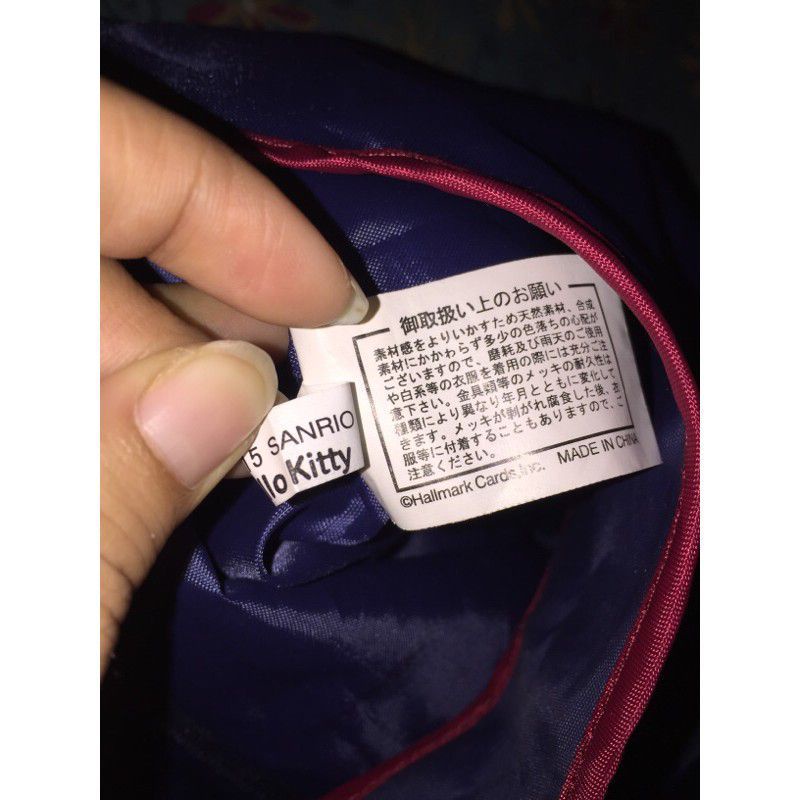 御取扱い上のお願い
素材感をよりいかすため天然素材、合成
素材にかかわらず多少の色落ちの心配が
ございますので、磨耗及び雨天のご使用
や白系等の衣服を着用の際には充分ご注
意下さい。金具類等のメッキの耐久性は
種類により異なり年月とともに変化して
きます。メッキが剥がれ腐食した後、衣
服等に付着することもありますので、ご
注意ください。
©Hallmark Cards,Inc. MADE IN CHINA
5 SANRIO
lo Kitty